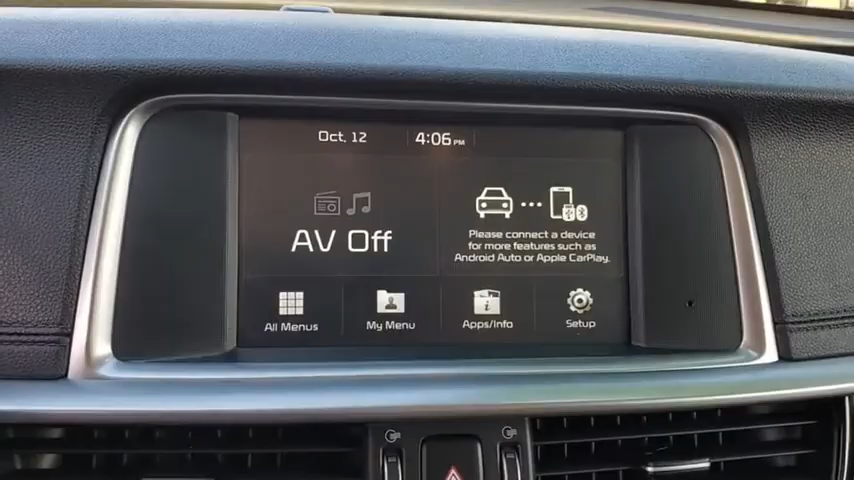 Oct. 12
4:06 PM
AV Off
Please connect a device
for more features such as
Android Auto or Apple CarPlay.
All Menus
My Menu
Apps/Info
Setup